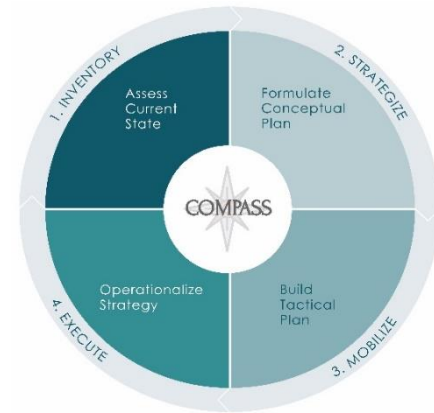 1. INVENTORY
Assess
Current
State
2. STRATEGIZE
Formulate
Conceptual
Plan
COMPASS
4. EXECUTE
Operationalize
Strategy
3. MOBILIZE
Build
Tactical
Plan